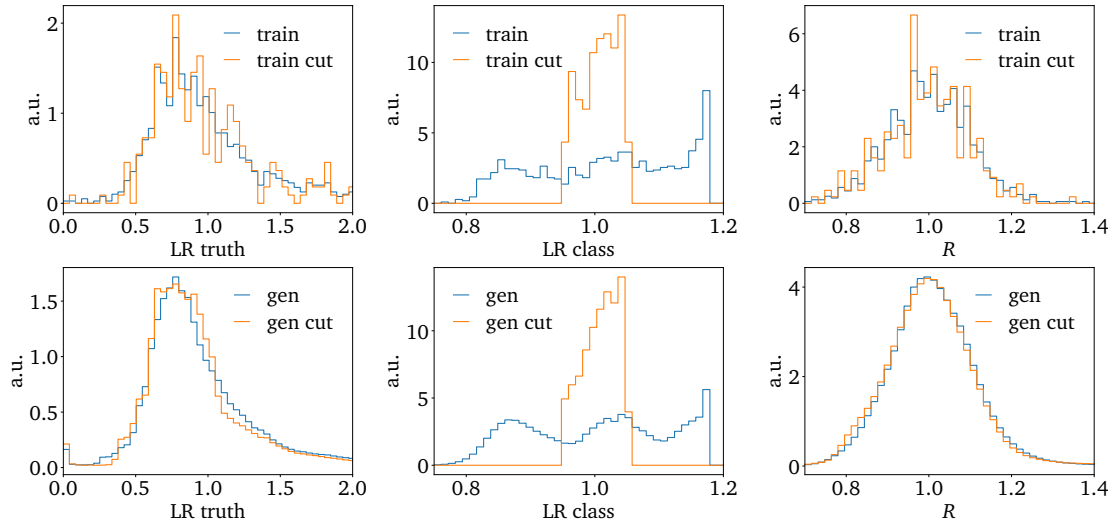 2
1
0
a.u.
train
train cut
0.0 0.5 1.0 1.5 2.0
LR truth
10
5
0
a.u.
train
train cut
0.8 1.0 1.2
LR class
6
4
2
0
a.u.
train
train cut
0.8 1.0 1.2 1.4
R
1.5
1.0
0.5
0.0
a.u.
gen
gen cut
0.0 0.5 1.0 1.5 2.0
LR truth
10
5
0
a.u.
gen
gen cut
0.8 1.0 1.2
LR class
4
2
0
a.u.
gen
gen cut
0.8 1.0 1.2 1.4
R